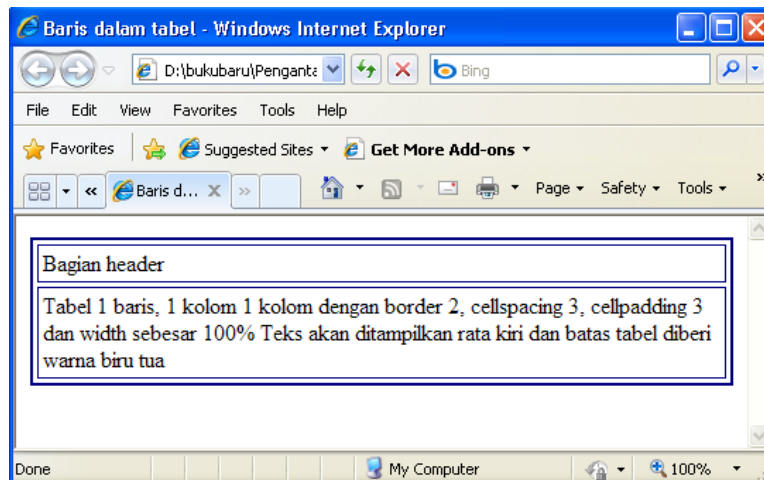 Baris dalam tabel - Windows Internet Explorer
D:\bukubaru\Penganta Bing
File Edit View Favorites Tools Help
Favorites Suggested Sites Get More Add-ons
« Baris d... » Page Safety Tools »
Bagian header
Tabel 1 baris, 1 kolom 1 kolom dengan border 2, cellspacing 3, cellpadding 3
dan width sebesar 100% Teks akan ditampilkan rata kiri dan batas tabel diberi
warna biru tua
Done My Computer 100%